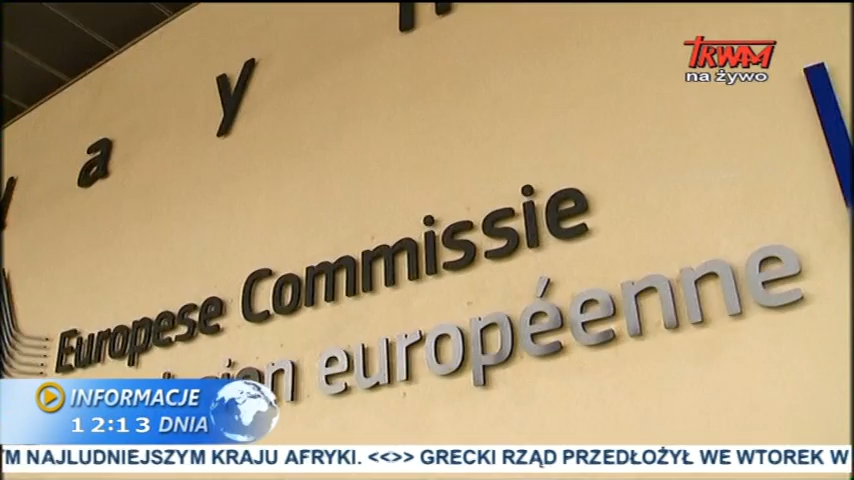 TRWAM
na żywo
a y n
Europese Commissie
européenne
INFORMACJE
12:13 DNIA
NAJLUDNIEJSZYM KRAJU AFRYKI. <<>> GRECKI RZĄD PRZEDŁOŻYŁ WE WTOREK W